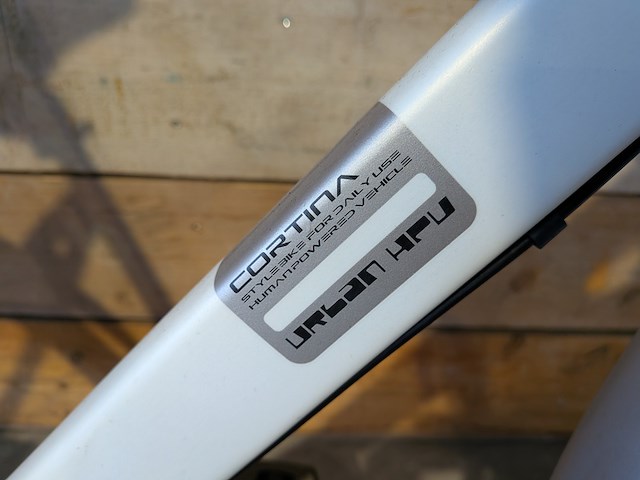 CORTINA
STYLEBIKE FOR DAILY USE
HUMAN POWERED VEHICLE
URBAN HPV